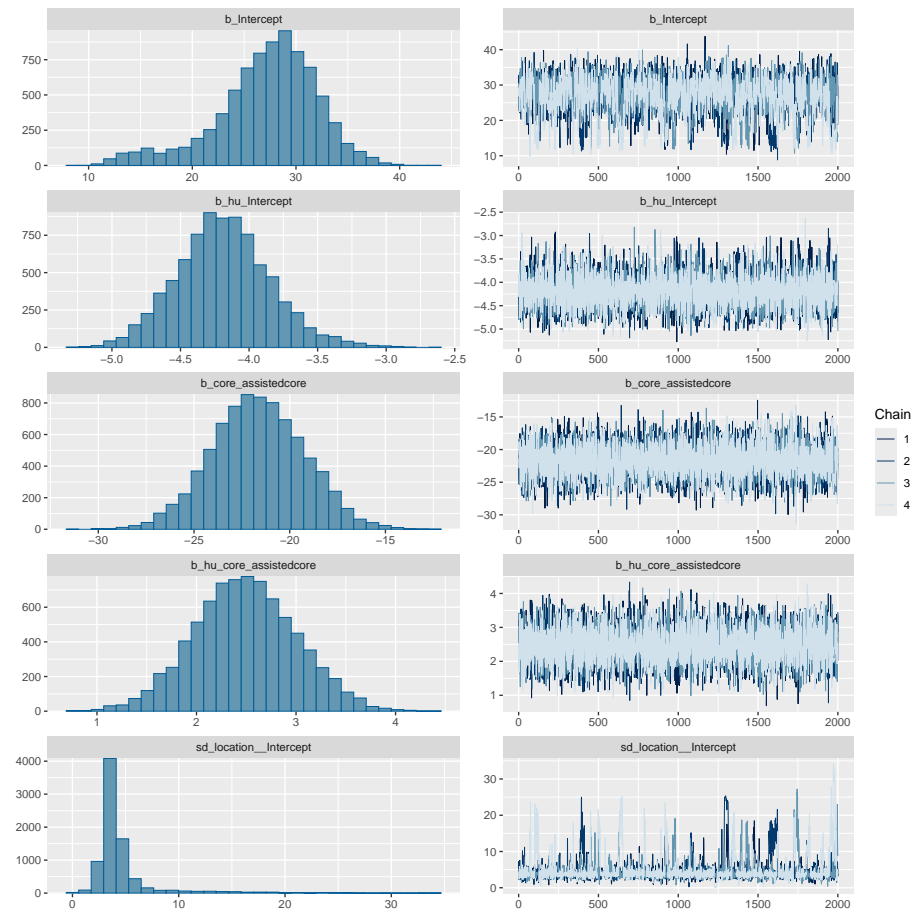 b_Intercept
b_Intercept
750
500
250
0
10 20 30 40
40
30
20
10
0 500 1000 1500 2000
b_hu_Intercept
b_hu_Intercept
750
500
250
0
−5.0 −4.5 −4.0 −3.5 −3.0 −2.5
−2.5
−3.0
−3.5
−4.0
−4.5
−5.0
0 500 1000 1500 2000
b_core_assistedcore
b_core_assistedcore
800
600
400
200
0
−30 −25 −20 −15
−15
−20
−25
−30
0 500 1000 1500 2000
Chain
1
2
3
4
b_hu_core_assistedcore
b_hu_core_assistedcore
600
400
200
0
1 2 3 4
4
3
2
1
0 500 1000 1500 2000
sd_location__Intercept
sd_location__Intercept
4000
3000
2000
1000
0
0 10 20 30
30
20
10
0
0 500 1000 1500 2000